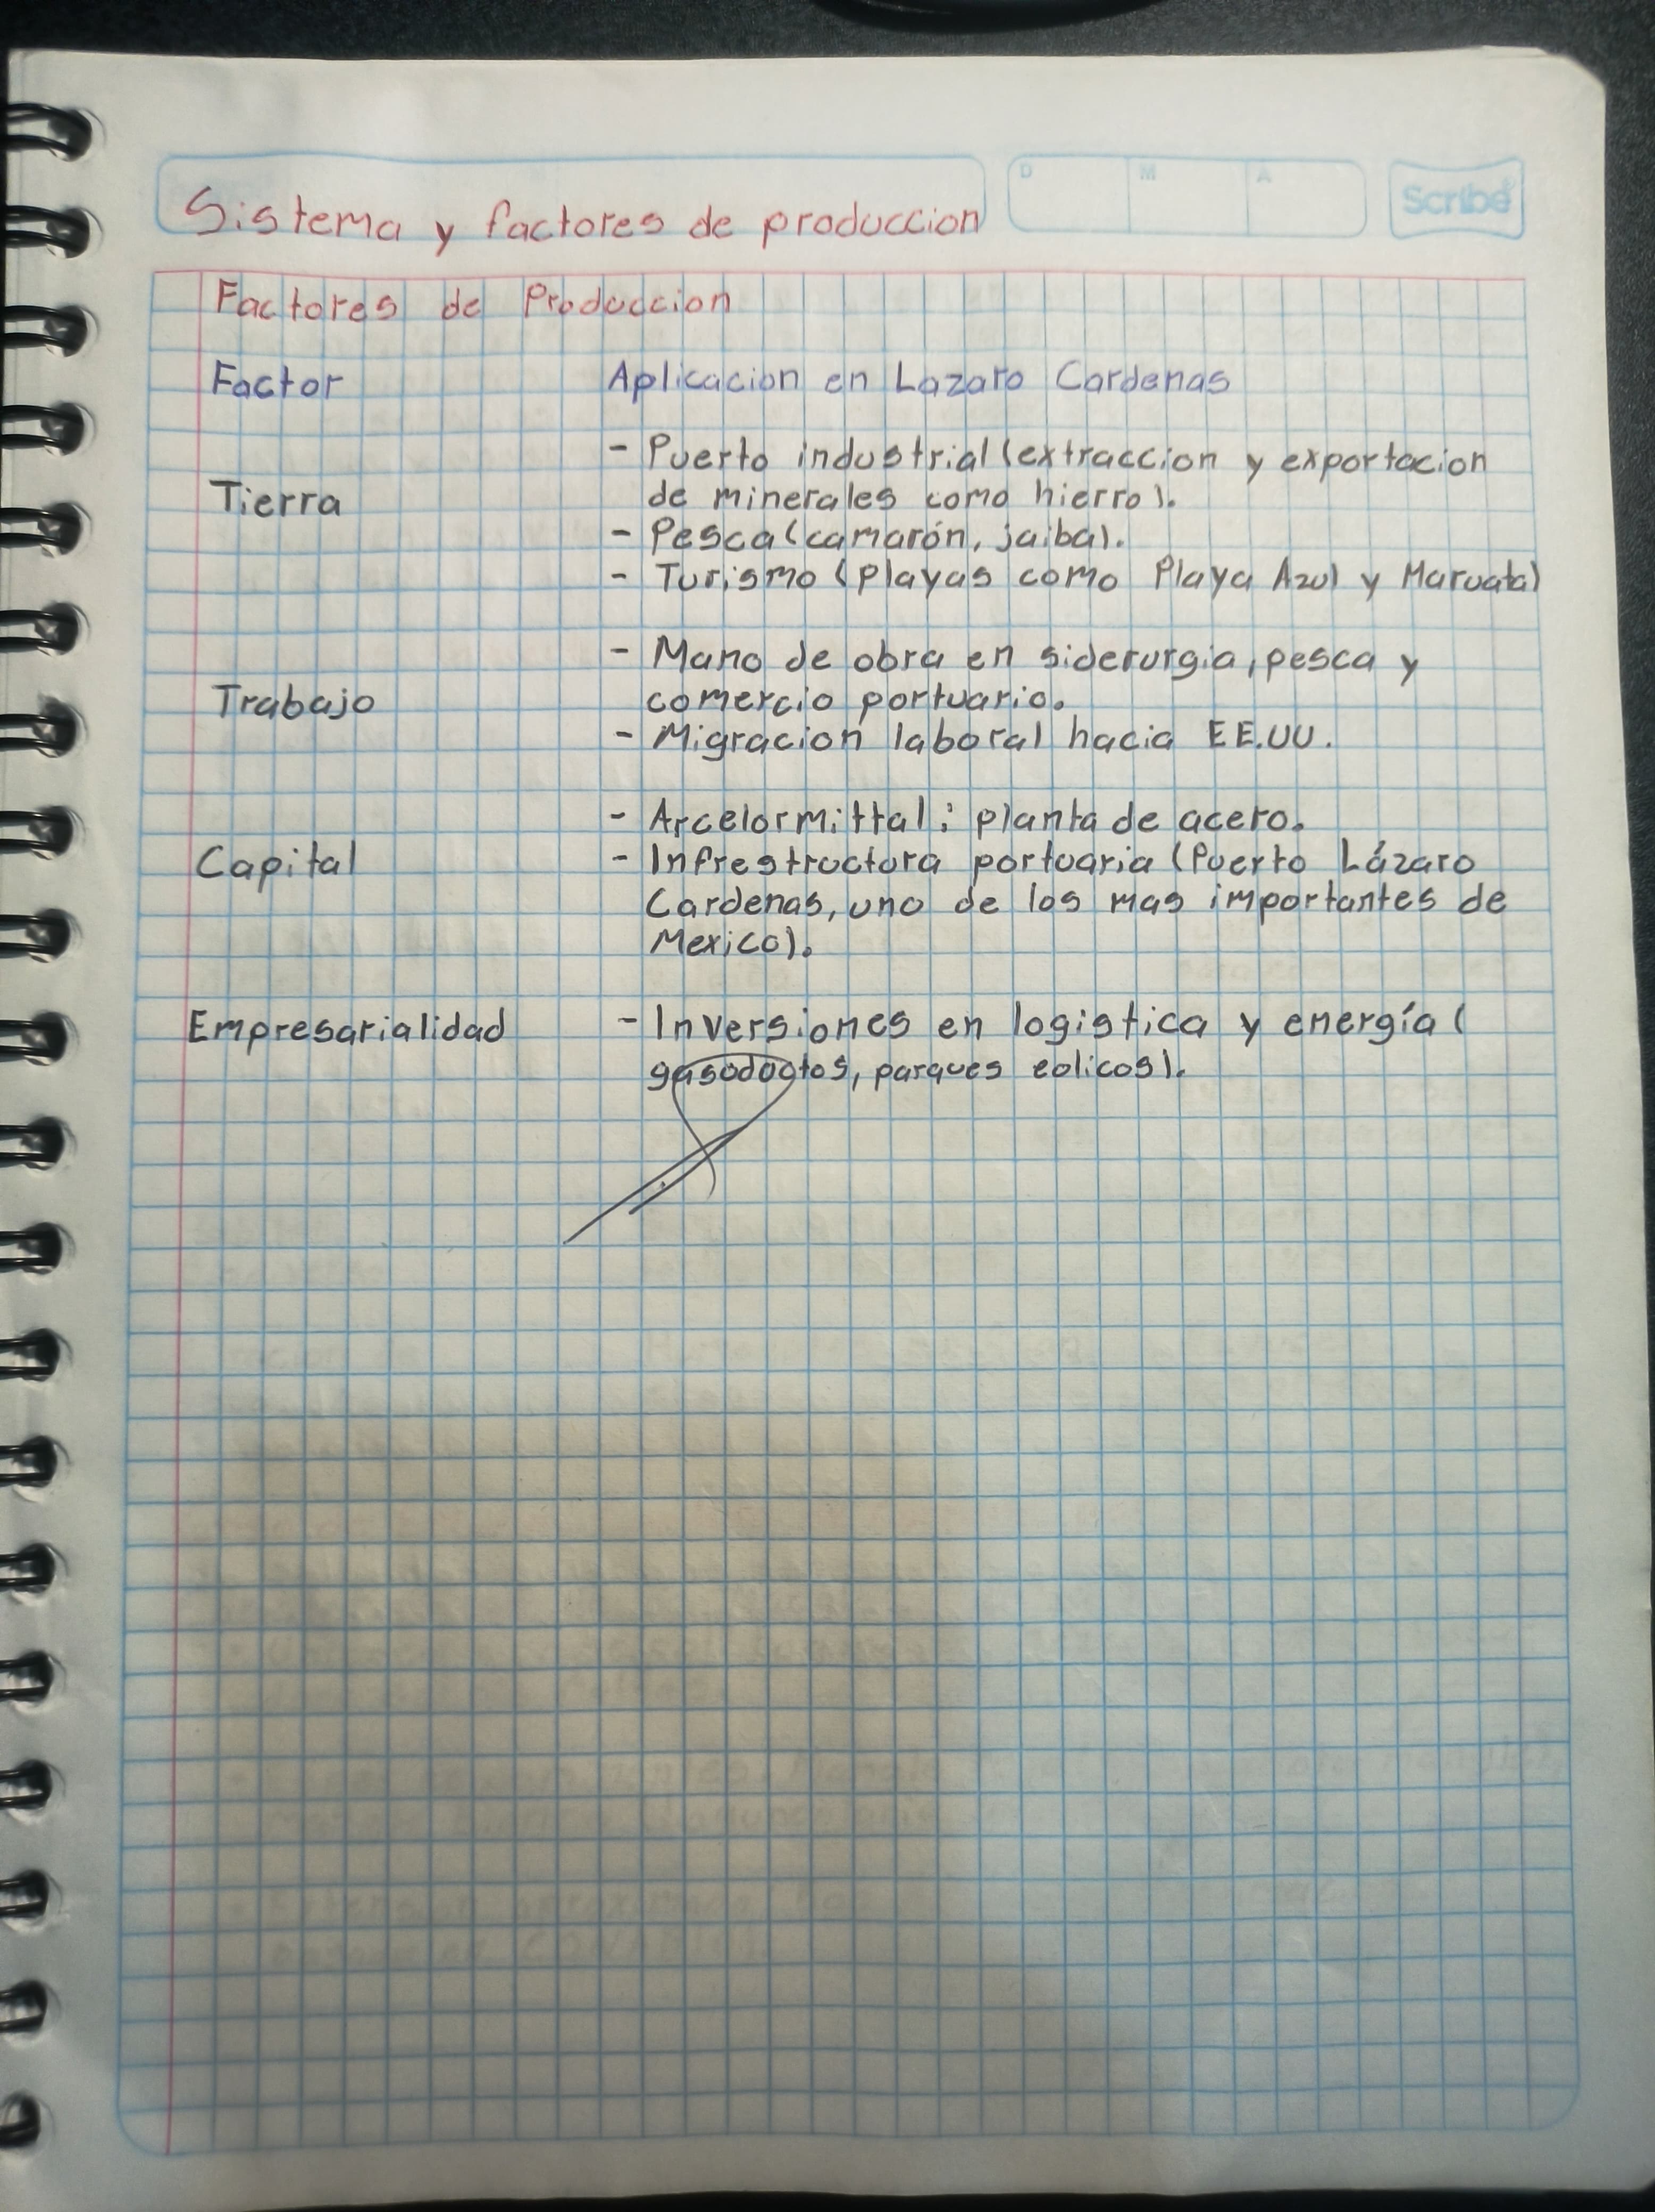 Sistema y factores de produccion
D M A
Scribe
Factores de Produccion
Factor Aplicacion en Lazaro Cardenas
- Puerto industrial (extraccion y exportacion
Tierra de minerales como hierro).
- Pesca (camarón, jaiba).
- Turismo (playas como Playa Azul y Maruata)
- Mano de obra en siderurgia, pesca y
Trabajo comercio portuario.
- Migracion laboral hacia EE.UU.
- Arcelormittal: planta de acero.
Capital - Infrestructura portuaria (Puerto Lázaro
Cardenas, uno de los mas importantes de
Mexico).
Empresarialidad - Inversiones en logistica y energía (
gasoductos, parques eolicos).